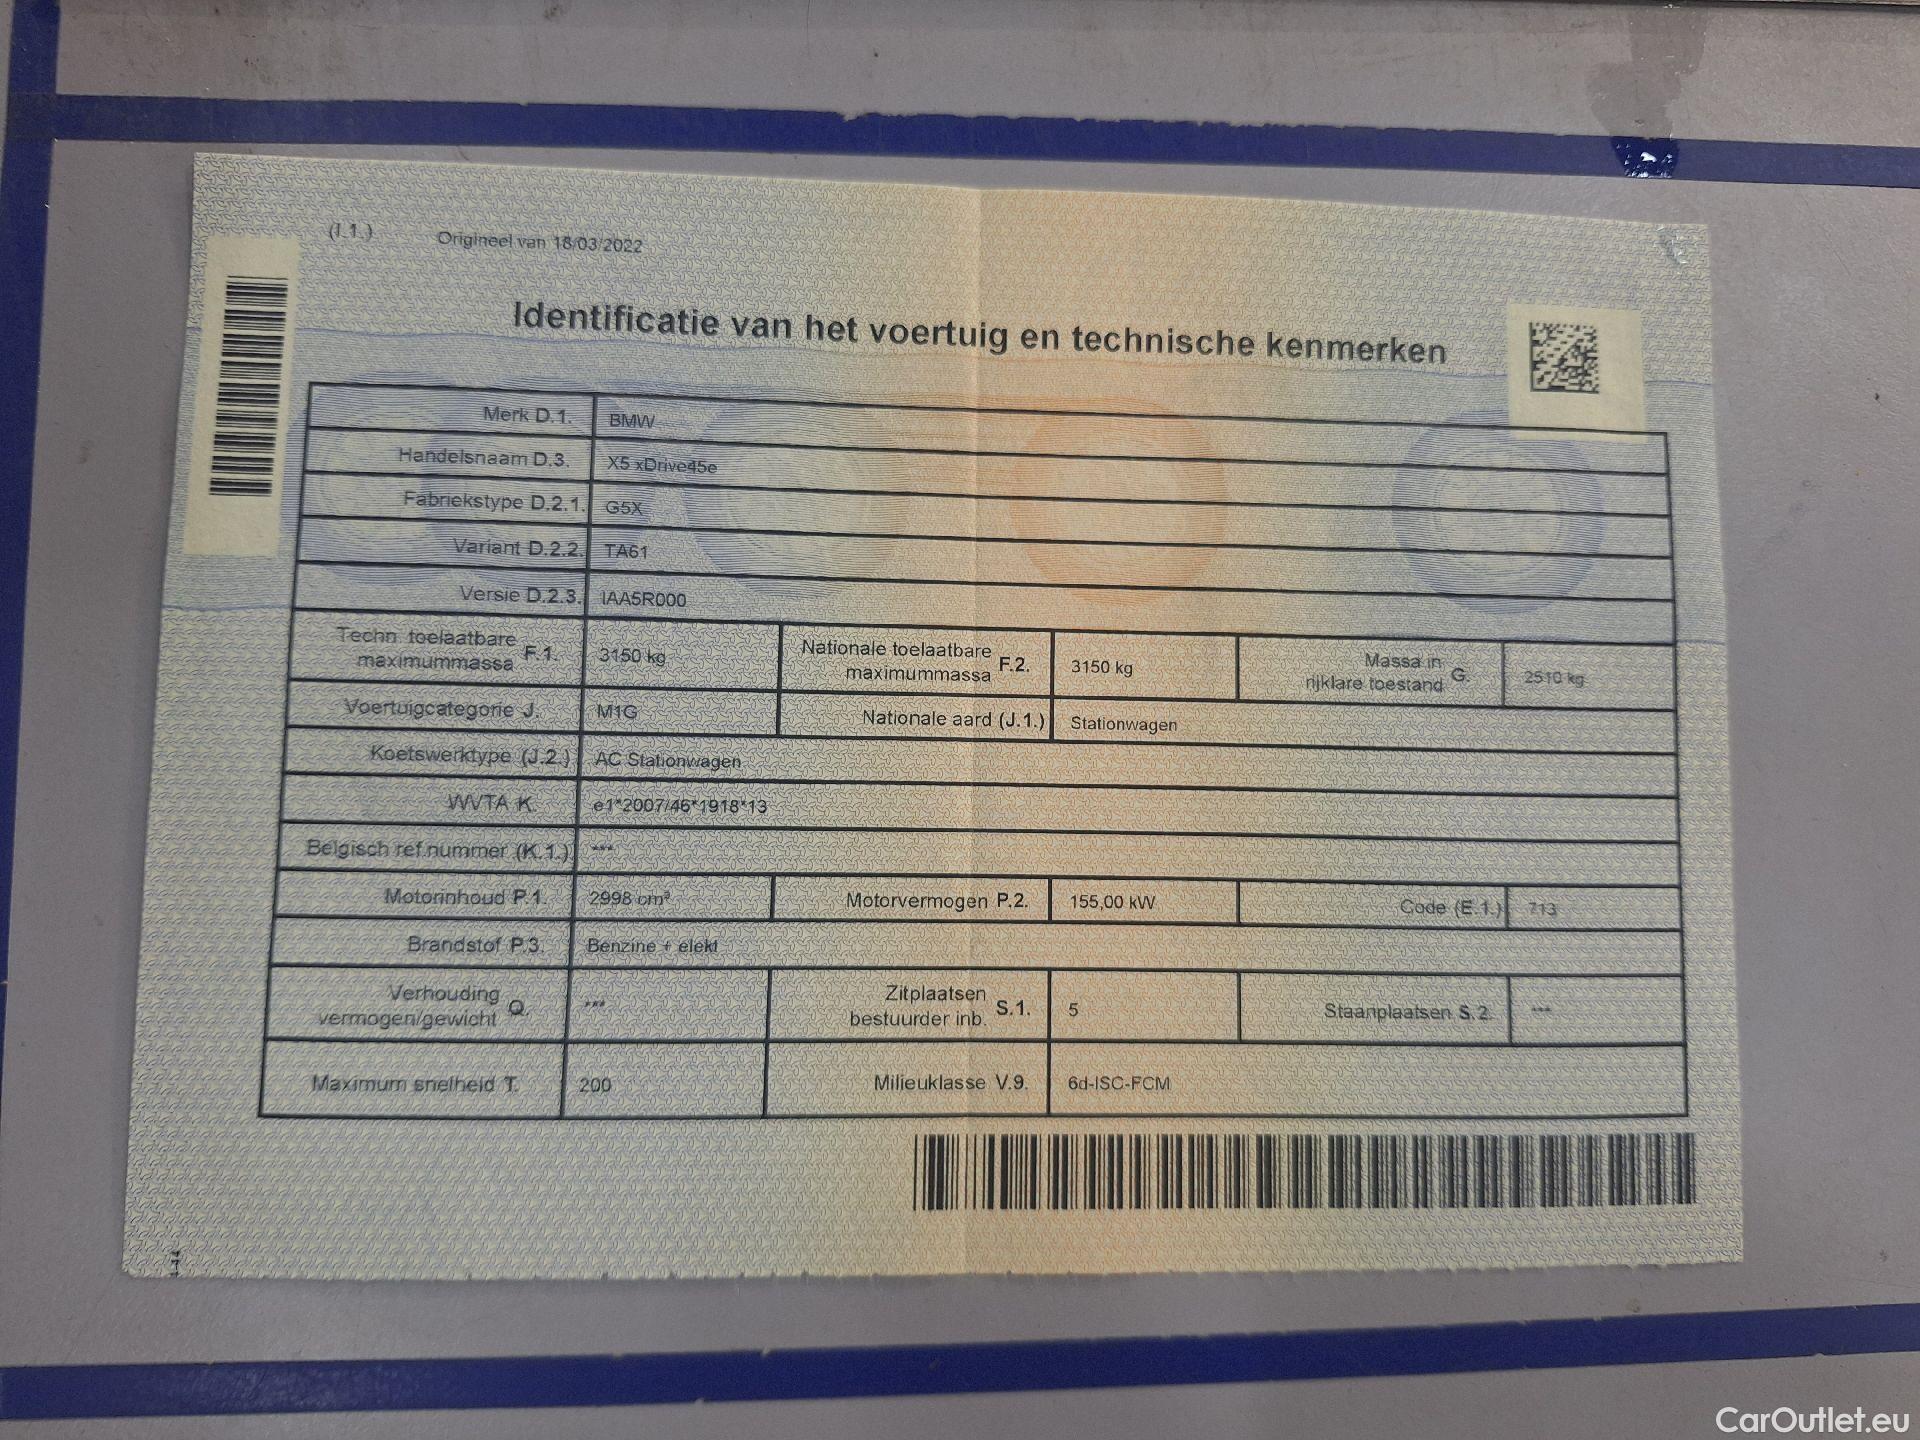 (I.1.) Origineel van 18/03/2022
Identificatie van het voertuig en technische kenmerken
Merk D.1. BMW
Handelsnaam D.3. X5 xDrive45e
Fabriekstype D.2.1. G5X
Variant D.2.2. TA61
Versie D.2.3. IAA5R000
Techn. toelaatbare maximummassa F.1. 3150 kg Nationale toelaatbare maximummassa F.2. 3150 kg Massa in rijklare toestand G. 2510 kg
Voertuigcategorie J. M1G Nationale aard (J.1.) Stationwagen
Koetswerktype (J.2.) AC Stationwagen
WVTA K. e1*2007/46*1918*13
Belgisch ref.nummer (K.1.) ***
Motorinhoud P.1. 2998 cm³ Motorvermogen P.2. 155,00 kW Code (E.1.) 713
Brandstof P.3. Benzine + elekt
Verhouding vermogen/gewicht Q. *** Zitplaatsen bestuurder inb. S.1. 5 Staanplaatsen S.2. ***
Maximum snelheid T. 200 Milieuklasse V.9. 6d-ISC-FCM
CarOutlet.eu